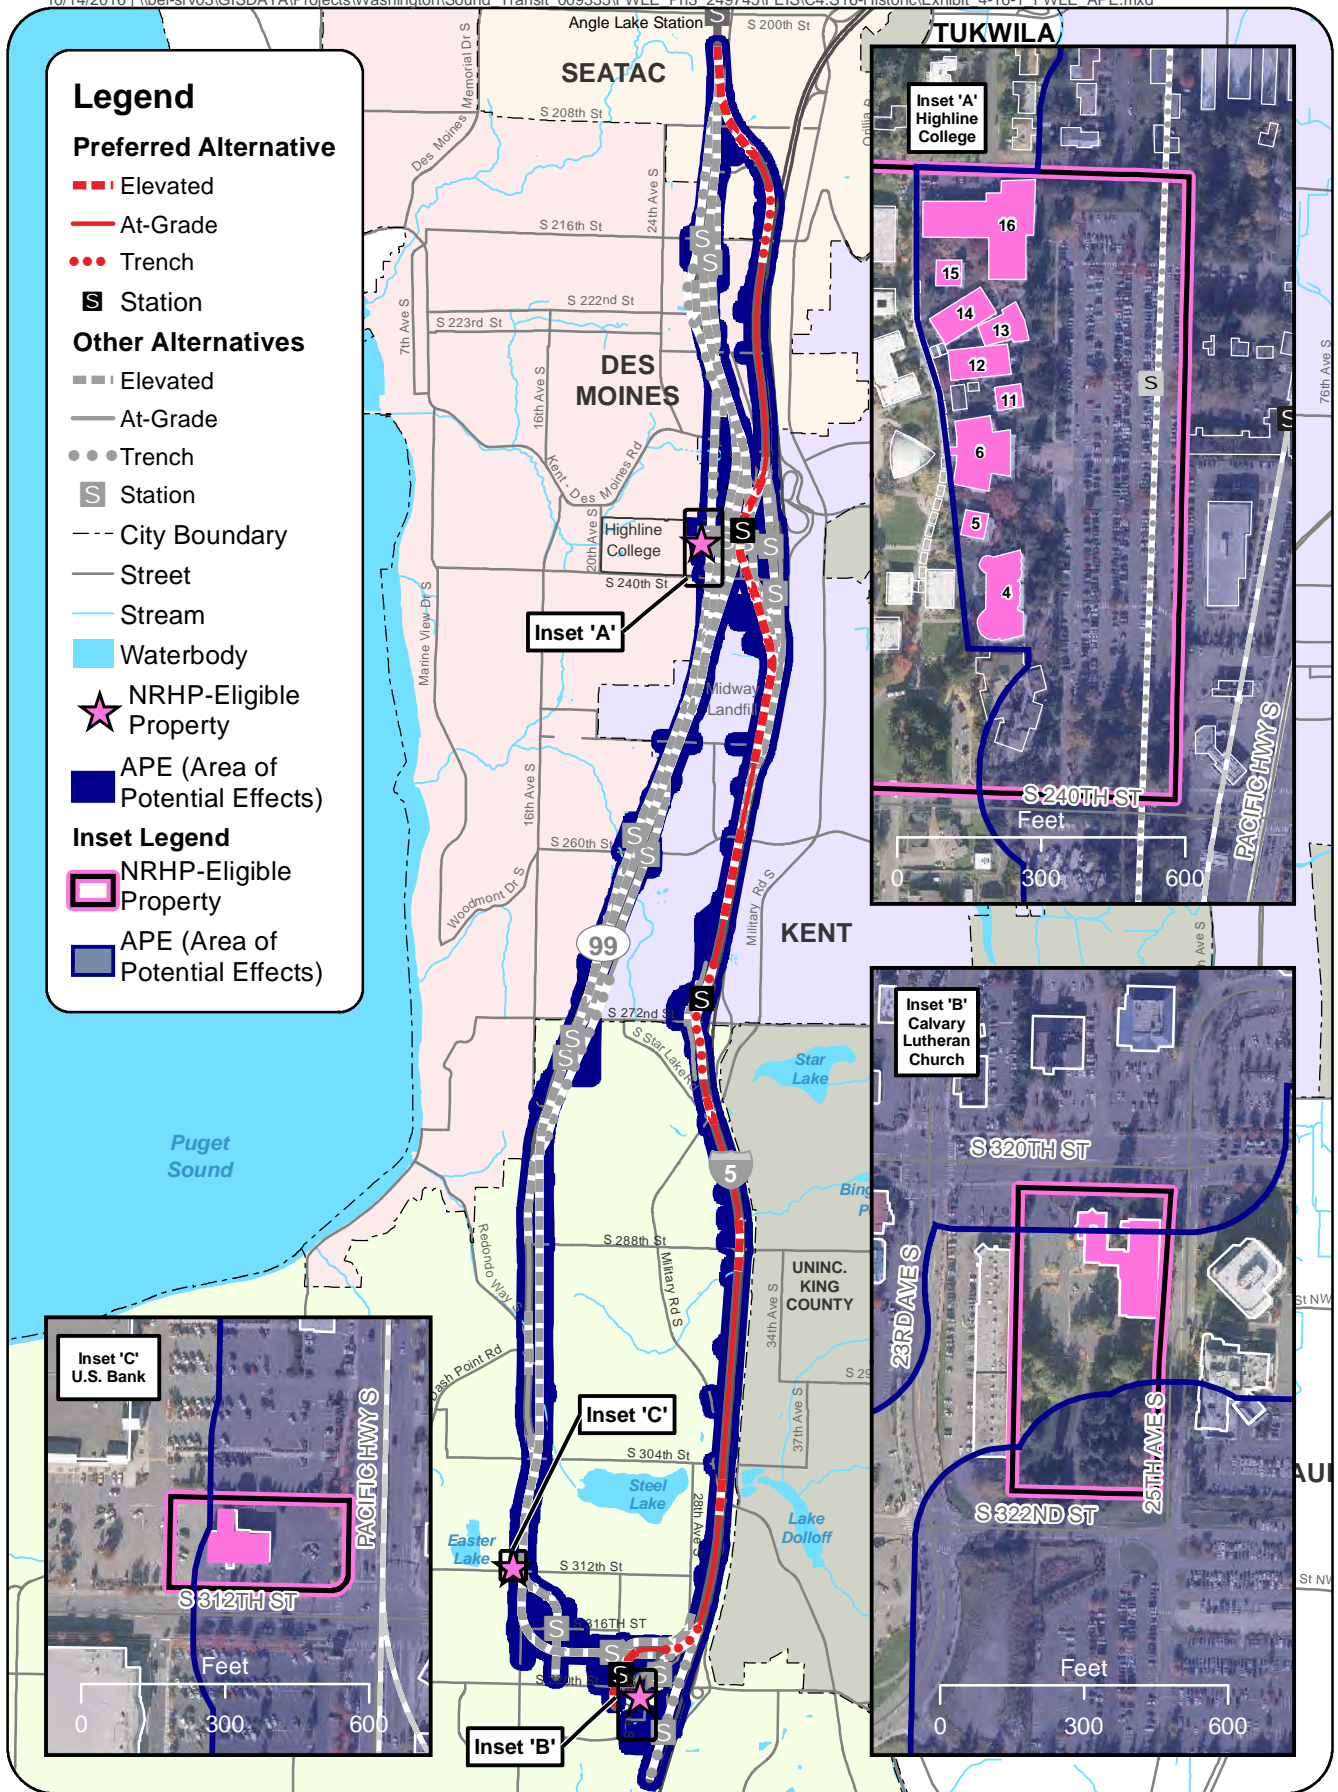 Legend
Preferred Alternative
Elevated
At-Grade
Trench
S Station
Other Alternatives
Elevated
At-Grade
Trench
S Station
City Boundary
Street
Stream
Waterbody
NRHP-Eligible
Property
APE (Area of
Potential Effects)
Inset Legend
NRHP-Eligible
Property
APE (Area of
Potential Effects)
Angle Lake Station
S
S 200th St
SEATAC
TUKWILA
S 208th St
Des Moines Memorial Dr S
24th Ave S
S 216th St
S
S
7th Ave S
S 222nd St
S 223rd St
DES
MOINES
16th Ave S
Kent - Des Moines Rd
20th Ave S
Highline
College
S
S
S
S 240th St
Inset 'A'
Marine View Dr S
Midway
Landfill
16th Ave S
S 260th St
S
S
Woodmont Dr S
Military Rd S
99
KENT
S
S 272nd St
S
S
S Star Lake Rd
Star
Lake
Puget
Sound
5
Redondo Way S
S 288th St
Military Rd S
UNINC.
KING
COUNTY
34th Ave S
37th Ave S
Dash Point Rd
Inset 'C'
S 304th St
Steel
Lake
28th Ave S
Lake
Dolloff
Easter
Lake
S 312th St
S
S 316TH ST
S
S
S
S 320th St
S
Inset 'B'
76th Ave S
St NW
St NW
Inset 'A'
Highline
College
16
15
14
13
12
11
6
5
4
S
S
S 240TH ST
PACIFIC HWY S
Feet
0
300
600
Inset 'B'
Calvary
Lutheran
Church
S 320TH ST
23RD AVE S
25TH AVE S
S 322ND ST
Feet
0
300
600
Inset 'C'
U.S. Bank
PACIFIC HWY S
S 312TH ST
Feet
0
300
600